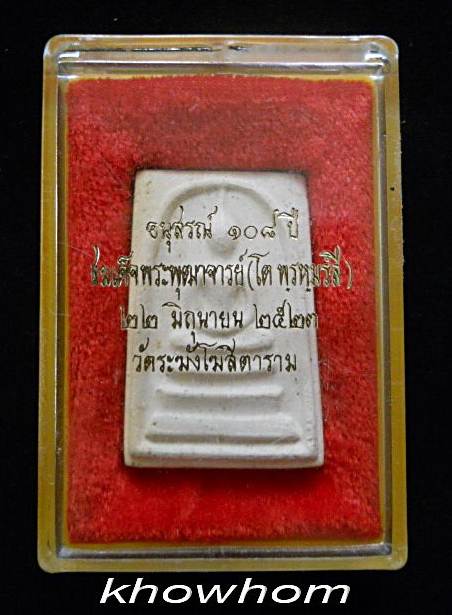 อนุสรณ์ ๑๐๘ ปี
สมเด็จพระพุฒาจารย์ (โต พฺรหฺมรํสี)
๒๒ มิถุนายน ๒๕๒๓
วัดระฆังโฆสิตาราม
khowhom